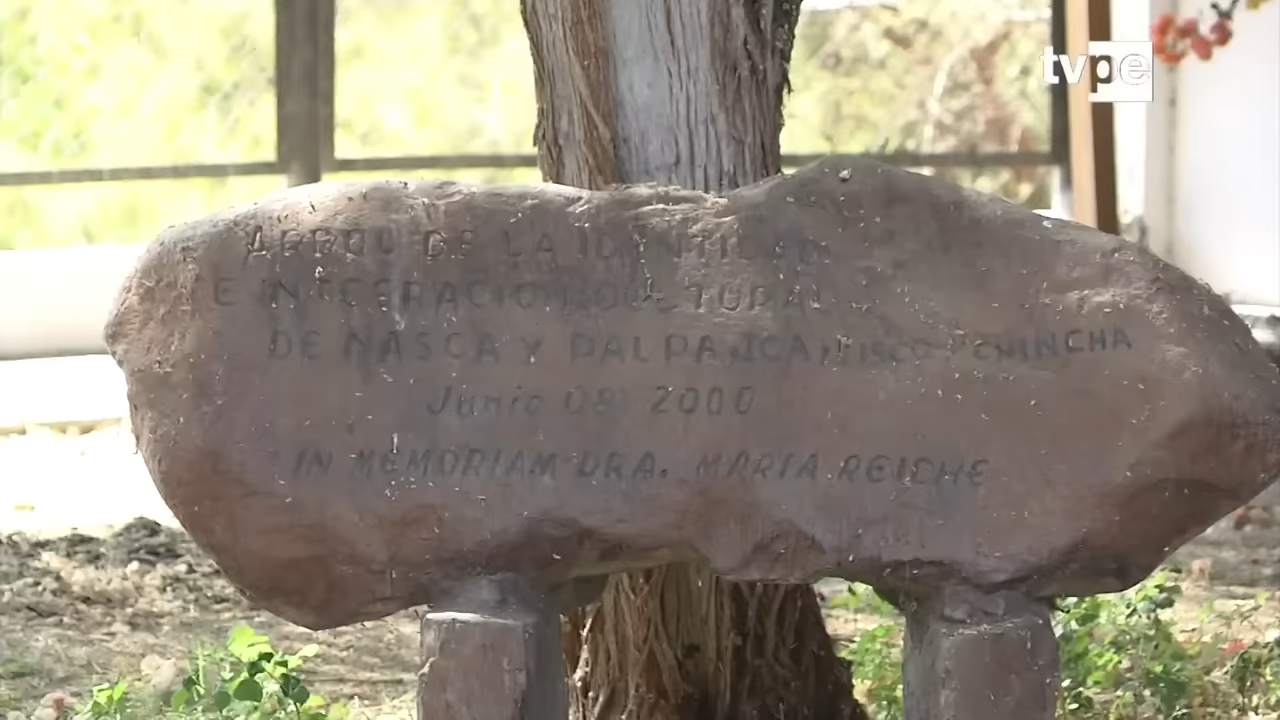 tvpe
ARBOL DE LA IDENTIDAD
E INTEGRACION CULTURAL
DE NASCA Y PALPA, ICA, PISCO Y CHINCHA
Junio 08 2000
IN MEMORIAM DRA. MARIA REICHE